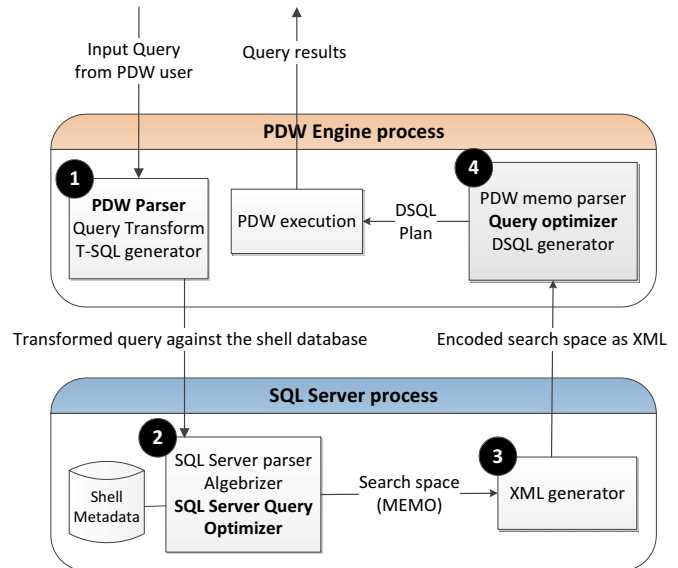 Input Query
from PDW user
Query results
PDW Engine process
1
PDW Parser
Query Transform
T-SQL generator
PDW execution
DSQL
Plan
4
PDW memo parser
Query optimizer
DSQL generator
Transformed query against the shell database
Encoded search space as XML
SQL Server process
2
Shell
Metadata
SQL Server parser
Algebrizer
SQL Server Query
Optimizer
Search space
(MEMO)
3
XML generator